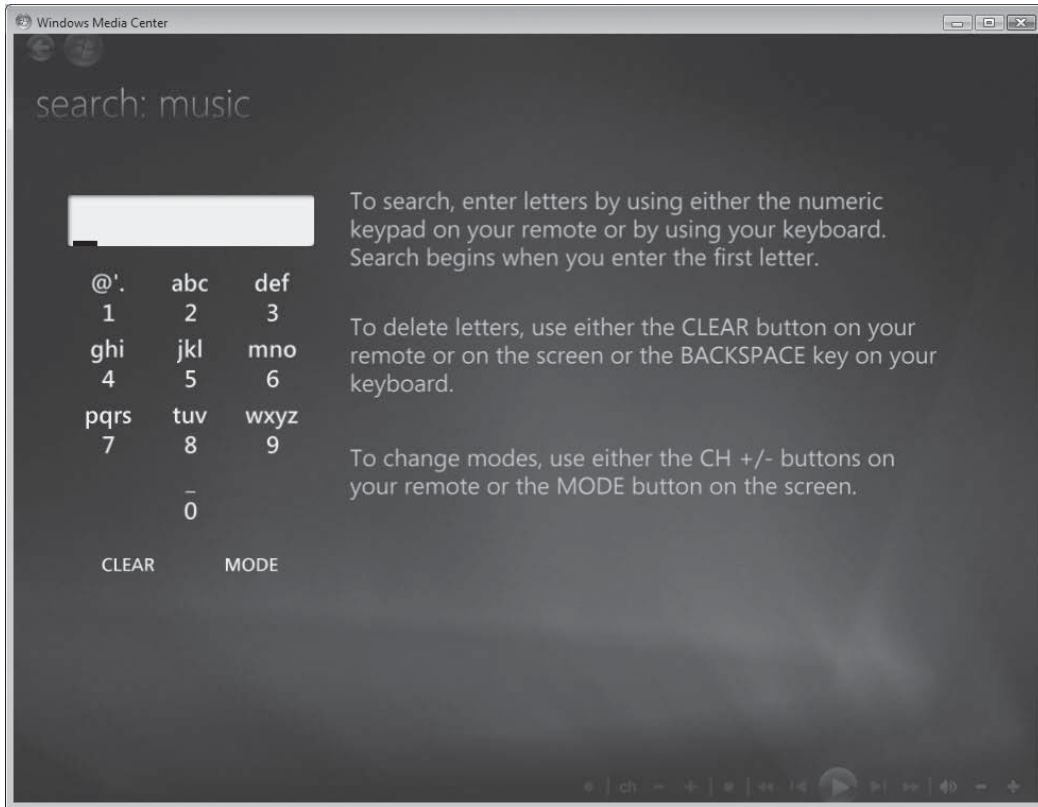 Windows Media Center
search: music
To search, enter letters by using either the numeric
keypad on your remote or by using your keyboard.
Search begins when you enter the first letter.
@'. abc def
1 2 3
ghi jkl mno
4 5 6
pqrs tuv wxyz
7 8 9
_
0
CLEAR MODE
To delete letters, use either the CLEAR button on your
remote or on the screen or the BACKSPACE key on your
keyboard.
To change modes, use either the CH +/- buttons on
your remote or the MODE button on the screen.
ch - +
- +